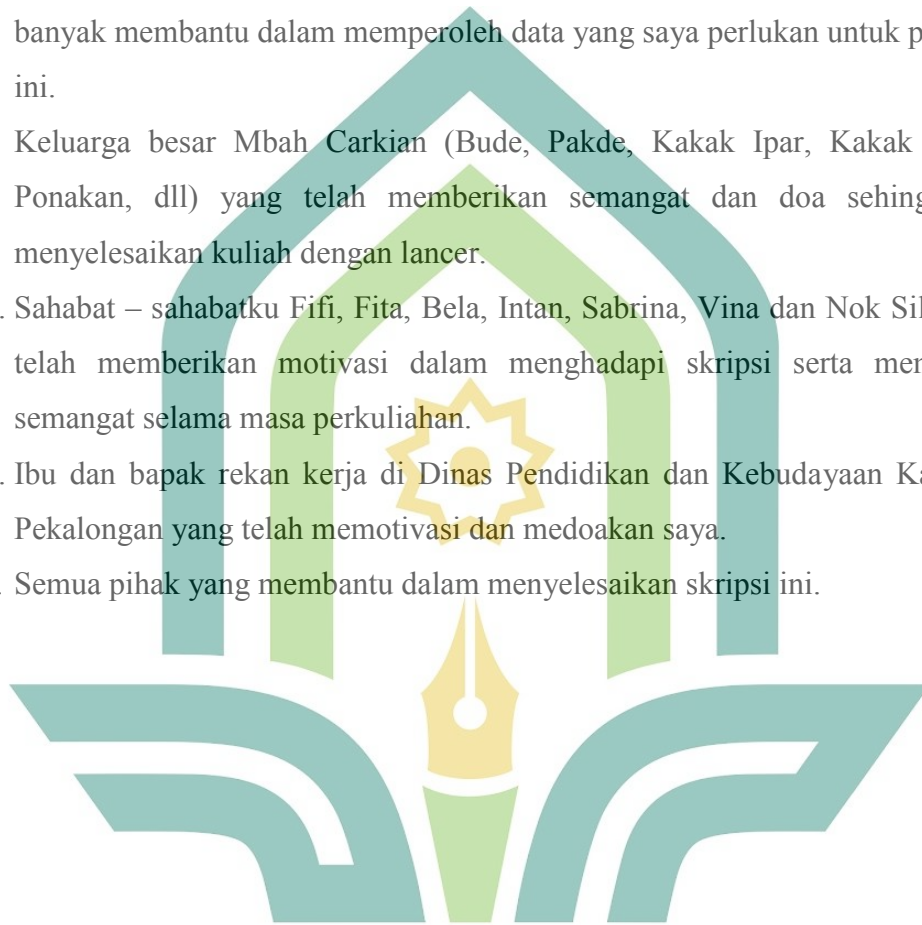 banyak membantu dalam memperoleh data yang saya perlukan untuk p
ini.
Keluarga besar Mbah Carkian (Bude, Pakde, Kakak Ipar, Kakak
Ponakan, dll) yang telah memberikan semangat dan doa sehing
menyelesaikan kuliah dengan lancer.
. Sahabat – sahabatku Fifi, Fita, Bela, Intan, Sabrina, Vina dan Nok
telah memberikan motivasi dalam menghadapi skripsi serta mem
semangat selama masa perkuliahan.
. Ibu dan bapak rekan kerja di Dinas Pendidikan dan Kebudayaan Ka
Pekalongan yang telah memotivasi dan medoakan saya.
. Semua pihak yang membantu dalam menyelesaikan skripsi ini.